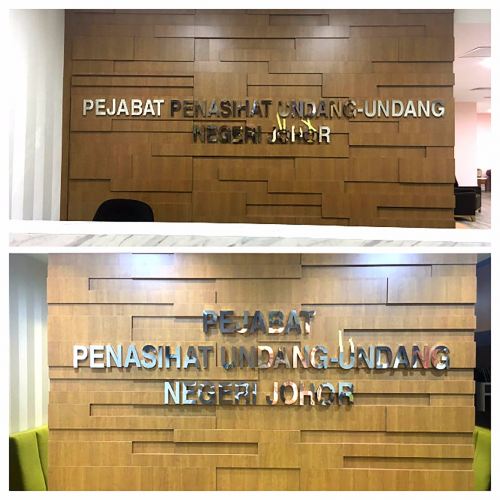 PEJABAT PENASIHAT UNDANG-UNDANG
NEGERI JOHOR
PEJABAT
PENASIHAT UNDANG-UNDANG
NEGERI JOHOR